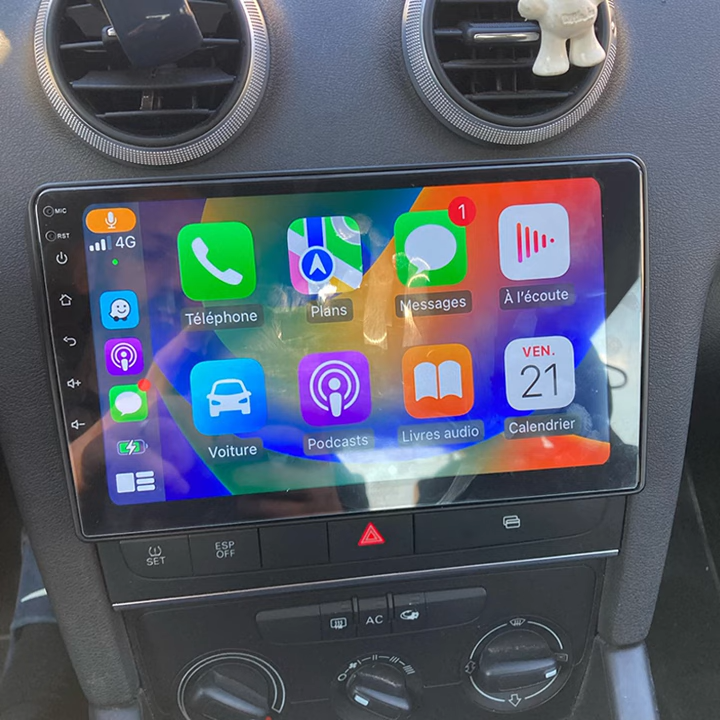 MIC
RST
4G
1
Téléphone
Plans
Messages
À l'écoute
VEN.
21
Voiture
Podcasts
Livres audio
Calendrier
SET
ESP
OFF
AC